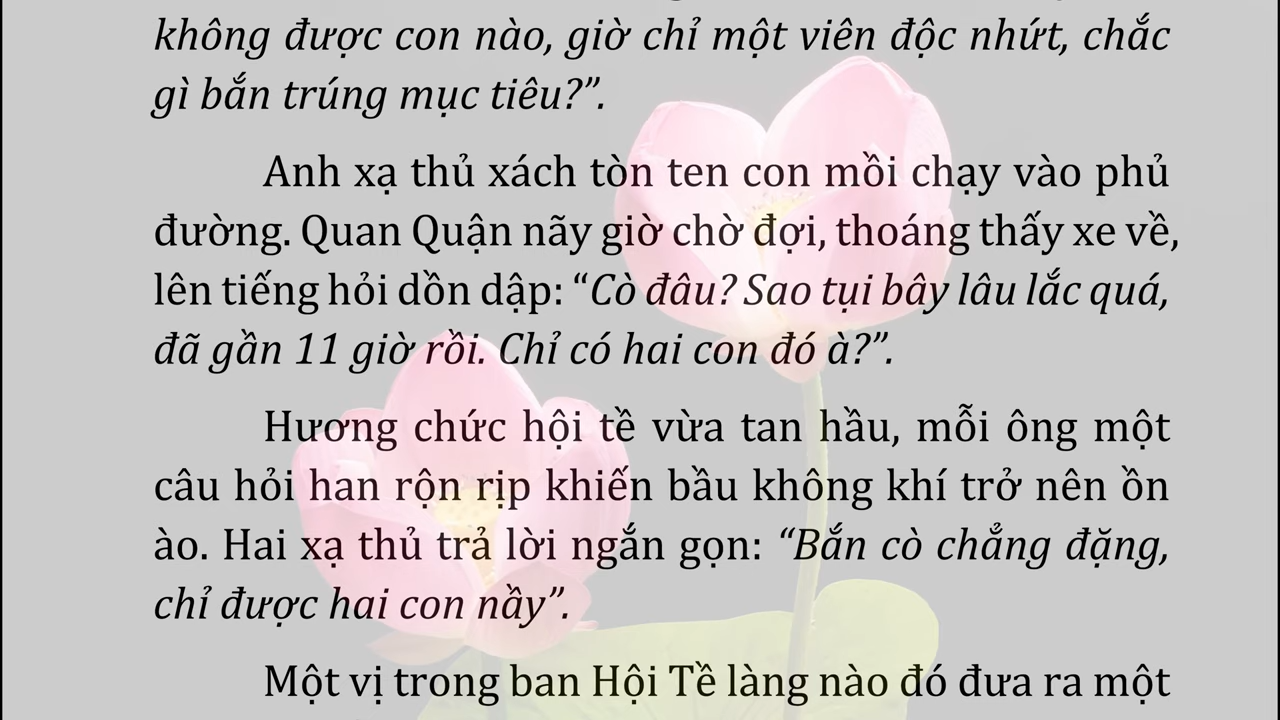 không được con nào, giờ chỉ một viên độc nhứt, chắc
gì bắn trúng mục tiêu?”.
Anh xạ thủ xách tòn ten con mồi chạy vào phủ
đường. Quan Quận nãy giờ chờ đợi, thoáng thấy xe về,
lên tiếng hỏi dồn dập: “Cò đâu? Sao tụi bây lâu lắc quá,
đã gần 11 giờ rồi. Chỉ có hai con đó à?”.
Hương chức hội tề vừa tan hầu, mỗi ông một
câu hỏi han rộn rịp khiến bầu không khí trở nên ồn
ào. Hai xạ thủ trả lời ngắn gọn: “Bắn cò chẳng đặng,
chỉ được hai con nầy”.
Một vị trong ban Hội Tề làng nào đó đưa ra một